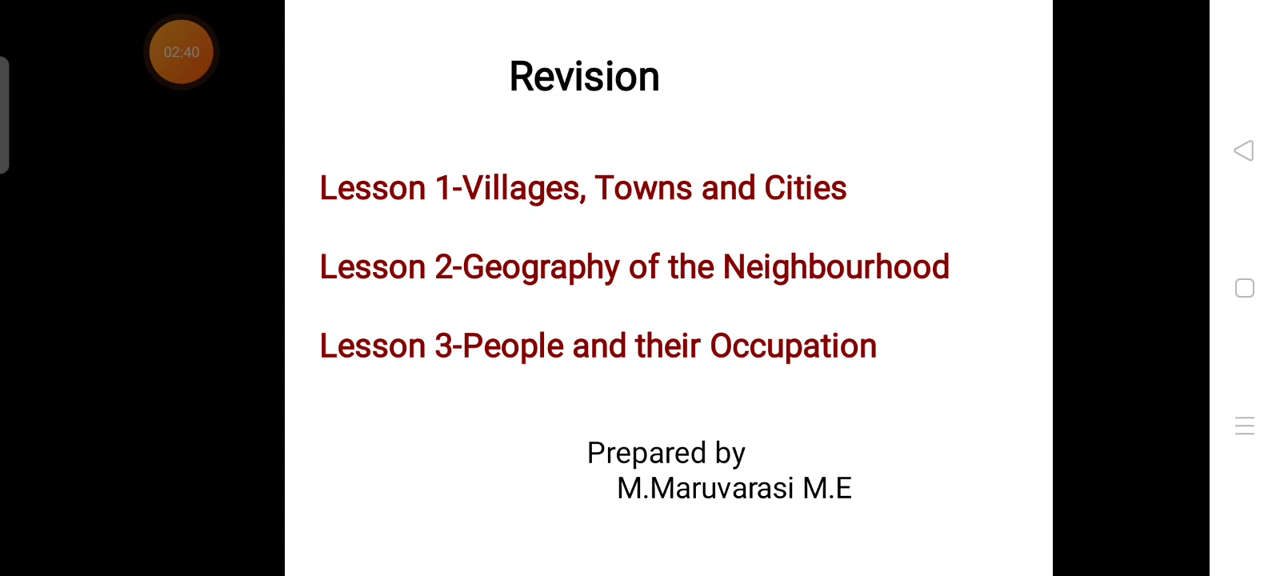 02:40
Revision
Lesson 1-Villages, Towns and Cities
Lesson 2-Geography of the Neighbourhood
Lesson 3-People and their Occupation
Prepared by
M.Maruvarasi M.E